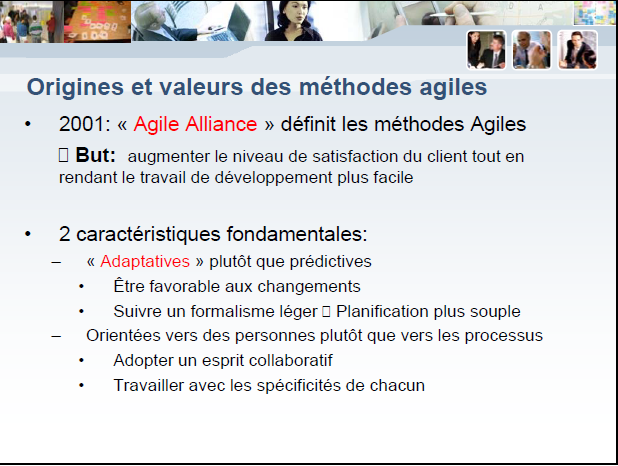 Origines et valeurs des méthodes agiles
• 2001: « Agile Alliance » définit les méthodes Agiles
▯ But: augmenter le niveau de satisfaction du client tout en
rendant le travail de développement plus facile
• 2 caractéristiques fondamentales:
– « Adaptatives » plutôt que prédictives
• Être favorable aux changements
• Suivre un formalisme léger ▯ Planification plus souple
– Orientées vers des personnes plutôt que vers les processus
• Adopter un esprit collaboratif
• Travailler avec les spécificités de chacun